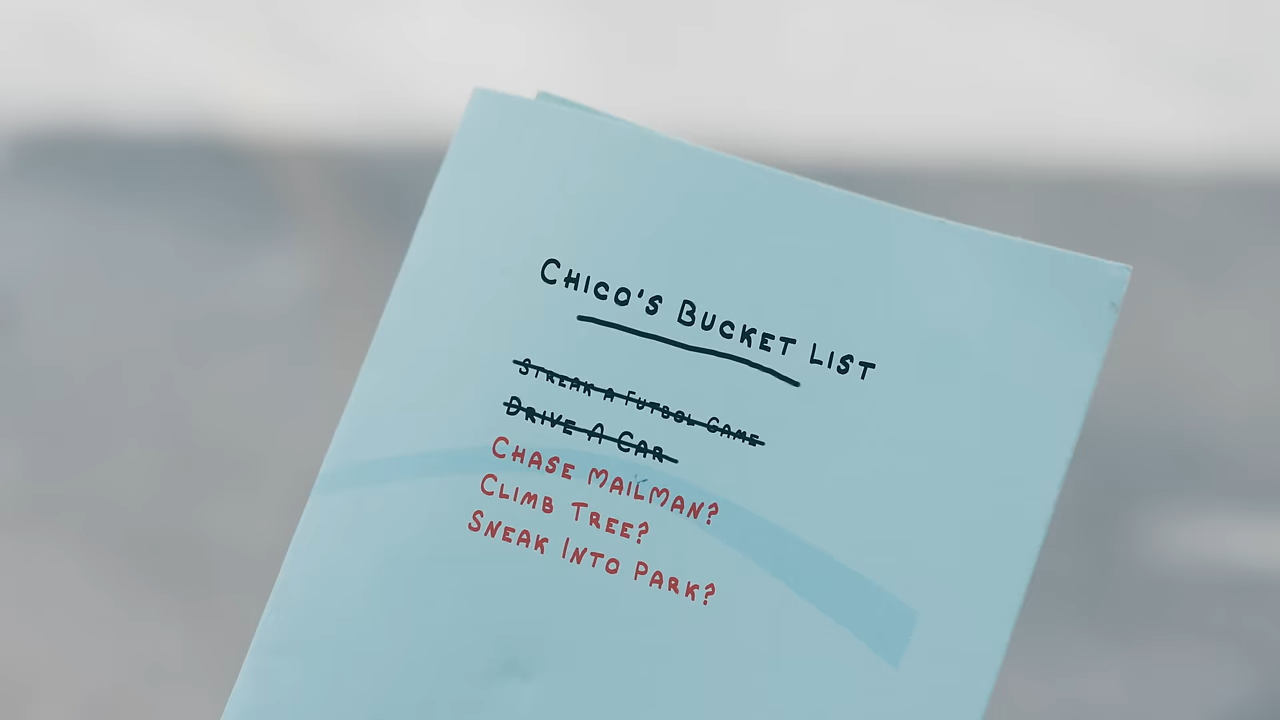 Chico's Bucket List
Streak a Futbol Game
Drive A Car
Chase Mailman?
Climb Tree?
Sneak Into Park?